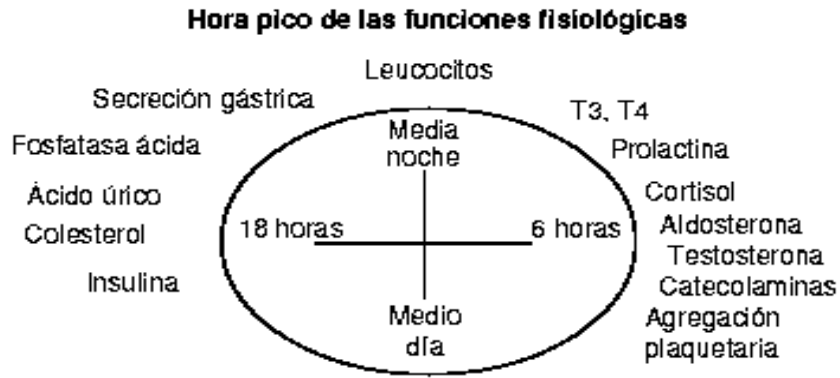 Hora pico de las funciones fisiológicas
Leucocitos
Secreción gástrica
T3, T4
Media
noche
Fosfatasa ácida
Prolactina
Ácido úrico
Cortisol
Colesterol
18 horas
6 horas
Aldosterona
Testosterona
Insulina
Catecolaminas
Medio
día
Agregación
plaquetaria